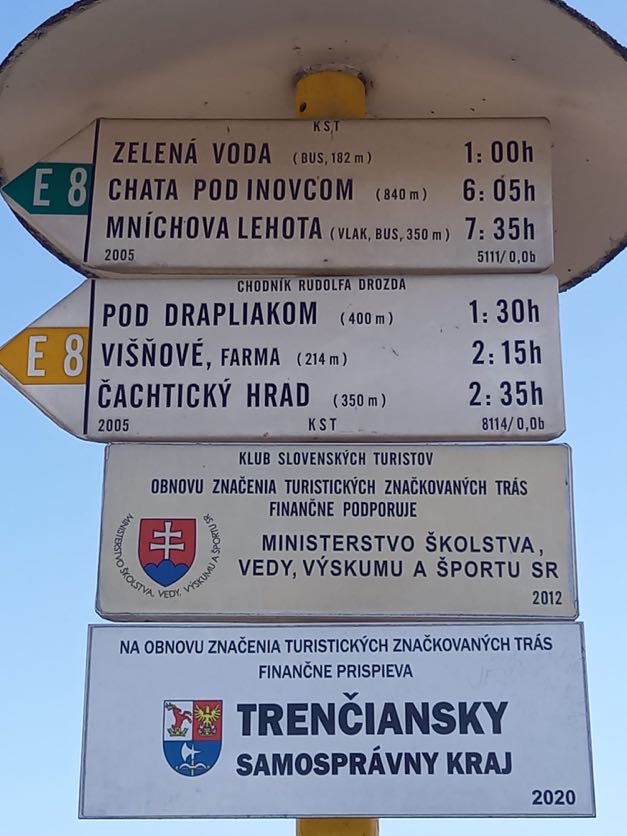 KST
ZELENÁ VODA (BUS, 182 m) 1:00h
E 8 CHATA POD INOVCOM (840 m) 6:05h
MNÍCHOVA LEHOTA (VLAK, BUS, 350 m) 7:35h
2005 5111/0,0b
CHODNÍK RUDOLFA DROZDA
POD DRAPLIAKOM (400 m) 1:30h
E 8 VIŠŇOVÉ, FARMA (214 m) 2:15h
ČACHTICKÝ HRAD (350 m) 2:35h
2005 KST 8114/0,0b
KLUB SLOVENSKÝCH TURISTOV
OBNOVU ZNAČENIA TURISTICKÝCH ZNAČKOVANÝCH TRÁS
FINANČNE PODPORUJE
MINISTERSTVO ŠKOLSTVA, VEDY, VÝSKUMU A ŠPORTU SR
MINISTERSTVO ŠKOLSTVA,
VEDY, VÝSKUMU A ŠPORTU SR
2012
NA OBNOVU ZNAČENIA TURISTICKÝCH ZNAČKOVANÝCH TRÁS
FINANČNE PRISPIEVA
TRENČIANSKY
SAMOSPRÁVNY KRAJ
2020